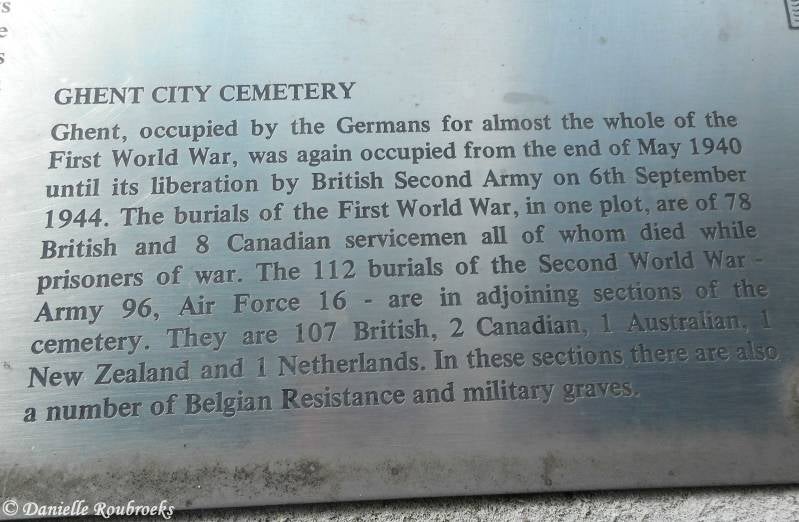 GHENT CITY CEMETERY
Ghent, occupied by the Germans for almost the whole of the
First World War, was again occupied from the end of May 1940
until its liberation by British Second Army on 6th September
1944. The burials of the First World War, in one plot, are of 78
British and 8 Canadian servicemen all of whom died while
prisoners of war. The 112 burials of the Second World War -
Army 96, Air Force 16 - are in adjoining sections of the
cemetery. They are 107 British, 2 Canadian, 1 Australian, 1
New Zealand and 1 Netherlands. In these sections there are also
a number of Belgian Resistance and military graves.
© Danielle Roubroeks